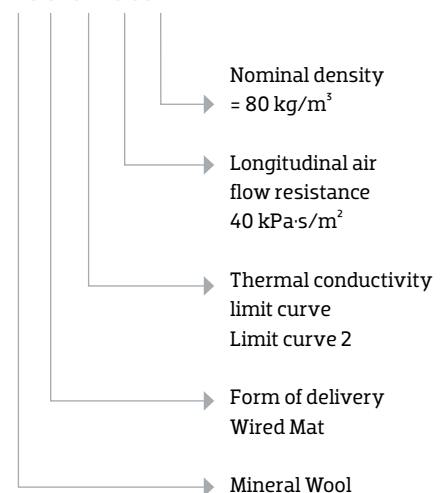 Nominal density
= 80 kg/m³
Longitudinal air
flow resistance
40 kPa·s/m²
Thermal conductivity
limit curve
Limit curve 2
Form of delivery
Wired Mat
Mineral Wool